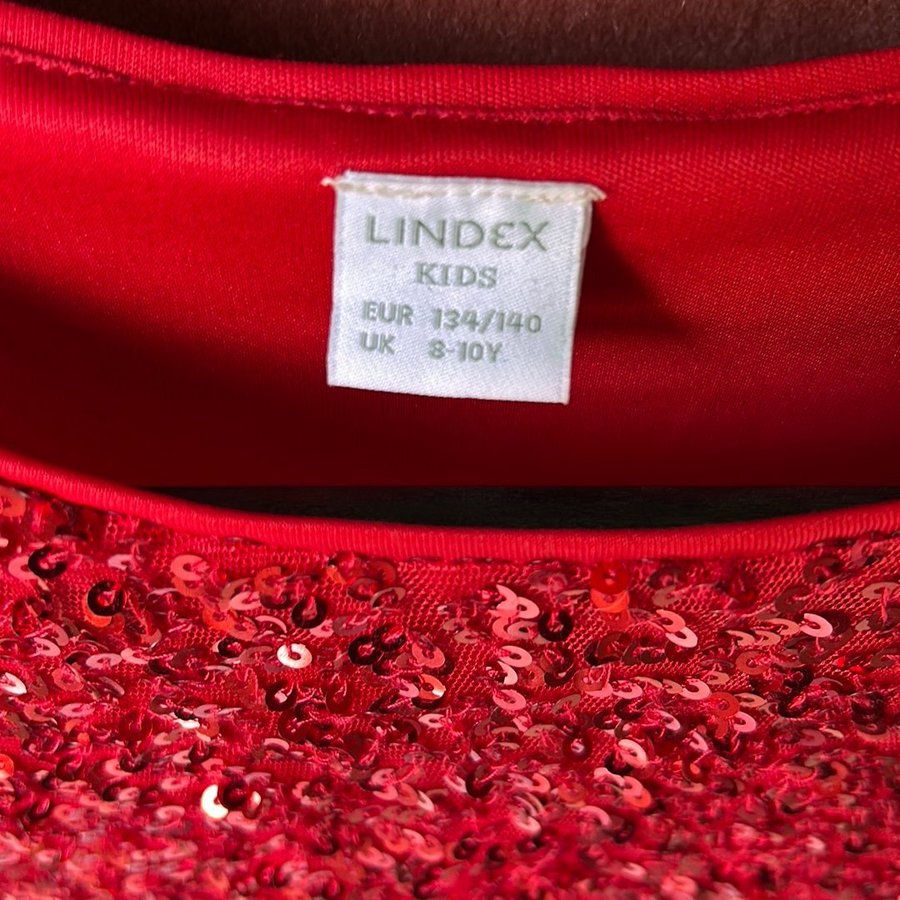 LINDEX
KIDS
EUR 134/140
UK 8-10Y